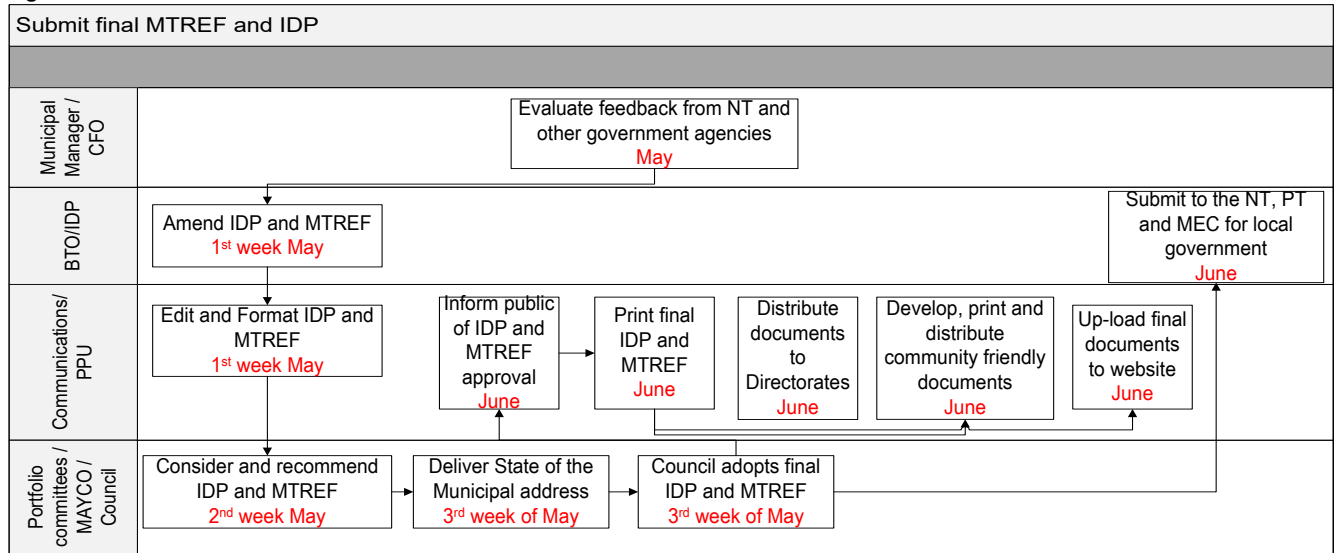 Submit final MTREF and IDP
Municipal
Manager /
CFO
Evaluate feedback from NT and
other government agencies
May
BTO/IDP
Amend IDP and MTREF
1st week May
Submit to the NT, PT
and MEC for local
government
June
Communications/
PPU
Edit and Format IDP and
MTREF
1st week May
Inform public
of IDP and
MTREF
approval
June
Print final
IDP and
MTREF
June
Distribute
documents
to
Directorates
June
Develop, print and
distribute
community friendly
documents
June
Up-load final
documents
to website
June
Portfolio
committees /
MAYCO /
Council
Consider and recommend
IDP and MTREF
2nd week May
Deliver State of the
Municipal address
3rd week of May
Council adopts final
IDP and MTREF
3rd week of May